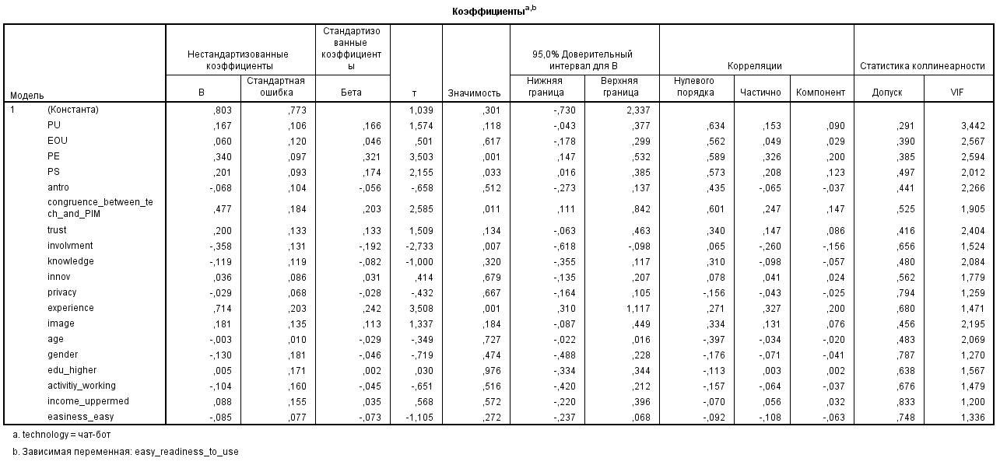 Коэффициентыa,b
Модель Нестандартизованные коэффициенты Стандартизованные коэффициенты т Значимость 95,0% Доверительный интервал для B Корреляции Статистика коллинеарности
B Стандартная ошибка Бета Нижняя граница Верхняя граница Нулевого порядка Частично Компонент Допуск VIF
1 (Константа) ,803 ,773 1,039 ,301 -,730 2,337
PU ,167 ,106 ,166 1,574 ,118 -,043 ,377 ,634 ,153 ,090 ,291 3,442
EOU ,060 ,120 ,046 ,501 ,617 -,178 ,299 ,562 ,049 ,029 ,390 2,567
PE ,340 ,097 ,321 3,503 ,001 ,147 ,532 ,589 ,326 ,200 ,385 2,594
PS ,201 ,093 ,174 2,155 ,033 ,016 ,385 ,573 ,208 ,123 ,497 2,012
antro -,068 ,104 -,056 -,658 ,512 -,273 ,137 ,435 -,065 -,037 ,441 2,266
congruence_between_tech_and_PIM ,477 ,184 ,203 2,585 ,011 ,111 ,842 ,601 ,247 ,147 ,525 1,905
trust ,200 ,133 ,133 1,509 ,134 -,063 ,463 ,340 ,147 ,086 ,416 2,404
involvment -,358 ,131 -,192 -2,733 ,007 -,618 -,098 ,065 -,260 -,156 ,656 1,524
knowledge -,119 ,119 -,082 -1,000 ,320 -,355 ,117 ,310 -,098 -,057 ,480 2,084
innov ,036 ,086 ,031 ,414 ,679 -,135 ,207 ,078 ,041 ,024 ,562 1,779
privacy -,029 ,068 -,028 -,432 ,667 -,164 ,105 -,156 -,043 -,025 ,794 1,259
experience ,714 ,203 ,242 3,508 ,001 ,310 1,117 ,271 ,327 ,200 ,680 1,471
image ,181 ,135 ,113 1,337 ,184 -,087 ,449 ,334 ,131 ,076 ,456 2,195
age -,003 ,010 -,029 -,349 ,727 -,022 ,016 -,397 -,034 -,020 ,483 2,069
gender -,130 ,181 -,046 -,719 ,474 -,488 ,228 -,176 -,071 -,041 ,787 1,270
edu_higher ,005 ,171 ,002 ,030 ,976 -,334 ,344 -,113 ,003 ,002 ,638 1,567
activitiy_working -,104 ,160 -,045 -,651 ,516 -,420 ,212 -,157 -,064 -,037 ,676 1,479
income_uppermed ,088 ,155 ,035 ,568 ,572 -,220 ,396 -,070 ,056 ,032 ,833 1,200
easiness_easy -,085 ,077 -,073 -1,105 ,272 -,237 ,068 -,092 -,108 -,063 ,748 1,336
a. technology = чат-бот
b. Зависимая переменная: easy_readiness_to_use